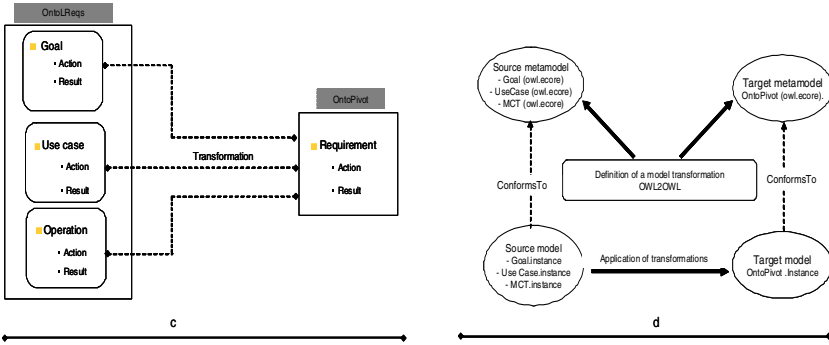 OntoLReqs
Goal
Action
Result
Use case
Action
Result
Operation
Action
Result
Transformation
OntoPivot
Requirement
Action
Result
c
Source metamodel
- Goal (owl.ecore)
- UseCase (owl.ecore)
- MCT (owl.ecore)
Target metamodel
OntoPivot (owl.ecore).
Definition of a model transformation
OWL2OWL
ConformsTo
ConformsTo
Source model
- Goal.instance
- Use Case.instance
- MCT.instance
Application of transformations
Target model
OntoPivot .Instance
d